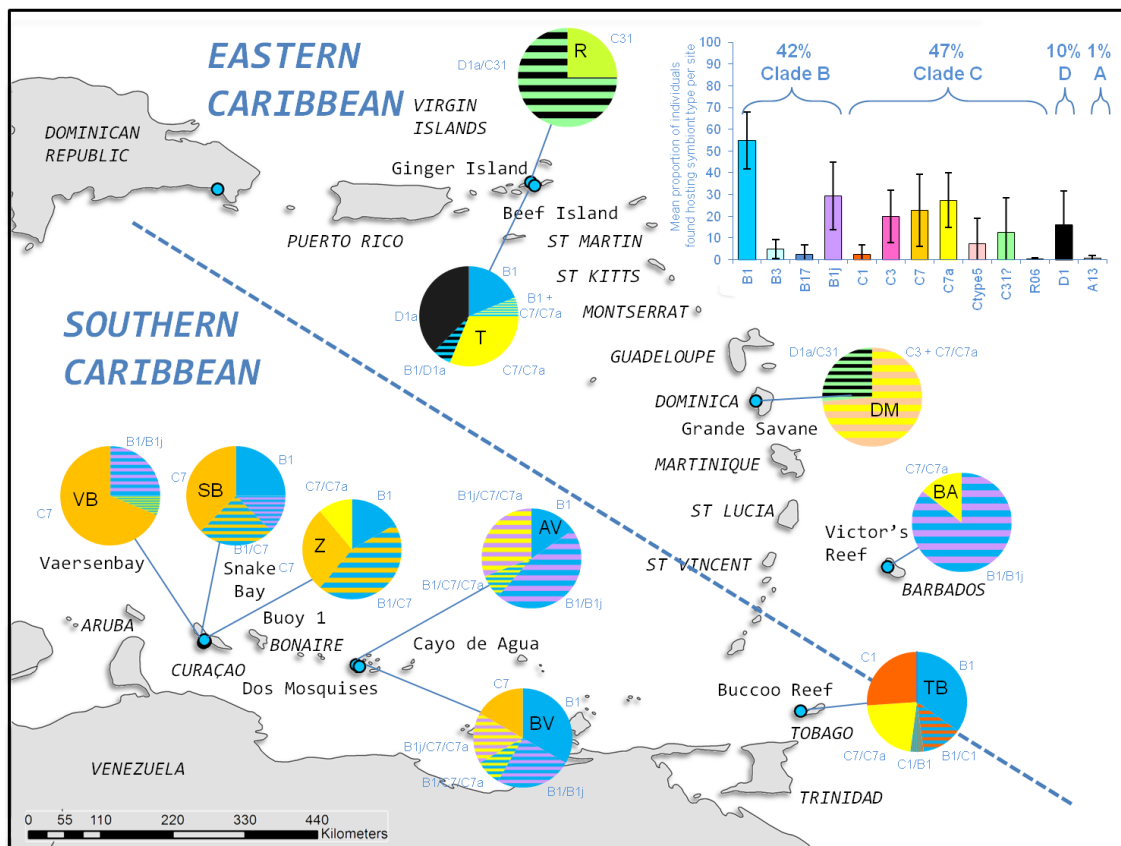 EASTERN
CARIBBEAN
R
C31
D1a/C31
VIRGIN
ISLANDS
DOMINICAN
REPUBLIC
Ginger Island
Beef Island
PUERTO RICO
ST MARTIN
ST KITTS
MONTSERRAT
GUADELOUPE
B1
B1 +
C7/C7a
D1a
T
B1/D1a
C7/C7a
Mean proportion of individuals
found hosting symbiont type per site
100
90
80
70
60
50
40
30
20
10
0
42%
Clade B
47%
Clade C
10%
D
1%
A
B1
B3
B17
B1j
C1
C3
C7
C7a
Ctype5
C31?
R06
D1
A13
SOUTHERN
CARIBBEAN
D1a/C31
C3 + C7/C7a
DM
DOMINICA
Grande Savane
MARTINIQUE
ST LUCIA
ST VINCENT
C7/C7a
BA
Victor's
Reef
B1/B1j
BARBADOS
B1/B1j
VB
C7
Vaersenbay
C7
B1
SB
B1/C7
Snake
Bay
C7/C7a
B1
Z
C7
B1/C7
Buoy 1
B1j/C7/C7a
B1
AV
B1/C7/C7a
B1/B1j
ARUBA
CURAÇAO
BONAIRE
Cayo de Agua
Dos Mosquises
C7
B1
BV
B1j/C7/C7a
B1/C7/C7a
B1/B1j
Buccoo Reef
TOBAGO
C1
B1
TB
C7/C7a
C1/B1
B1/C1
TRINIDAD
VENEZUELA
0 55 110 220 330 440
Kilometers